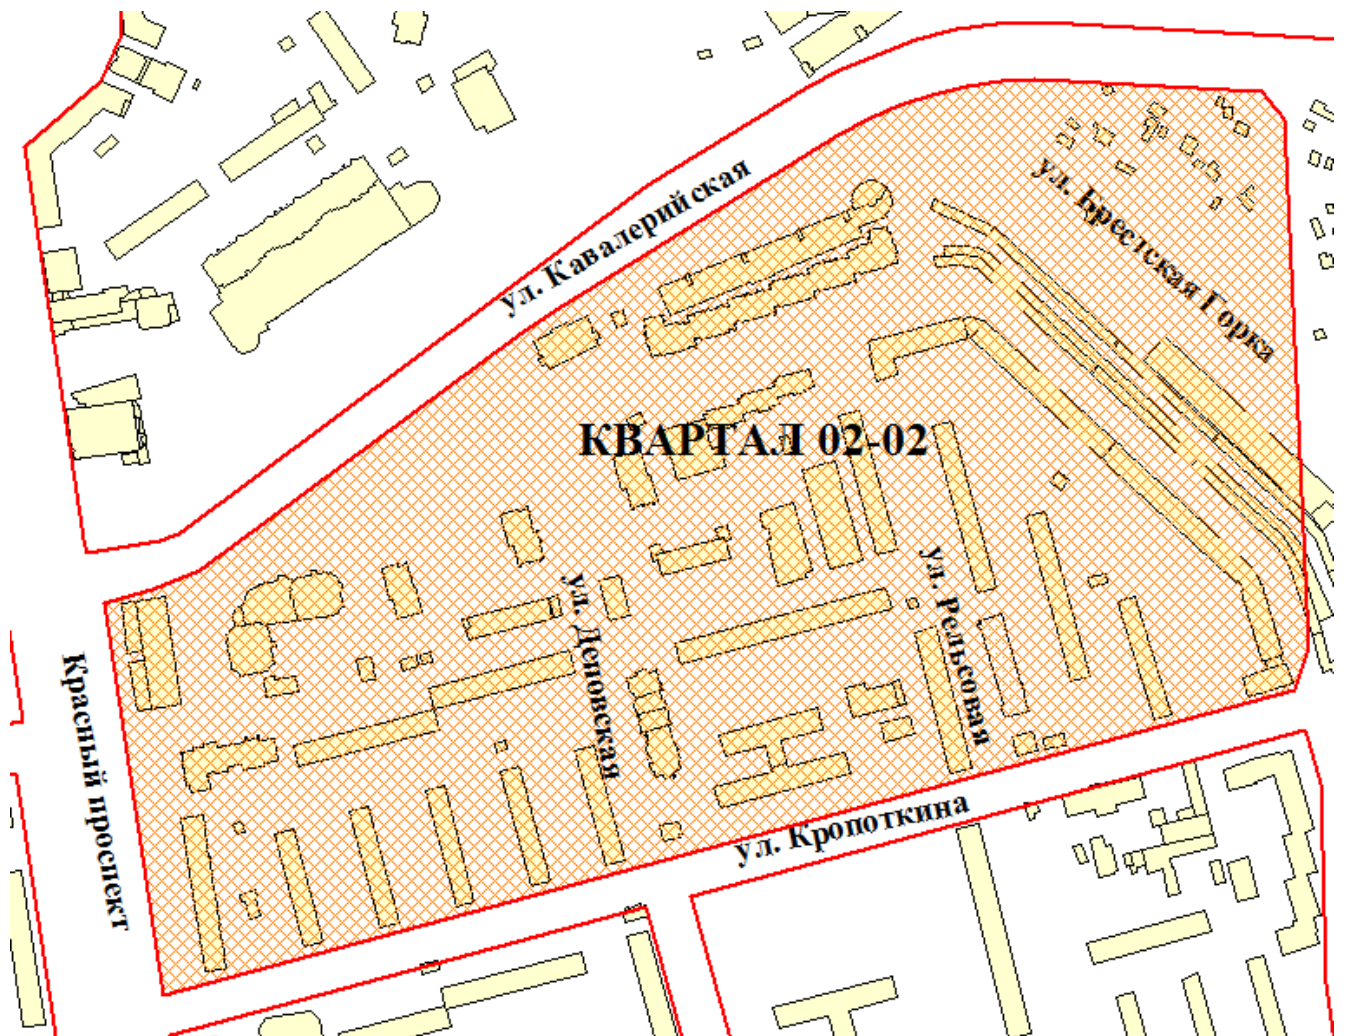 ул. Кавалерийская
ул. Брестская Горка
КВАРТАЛ 02-02
ул. Деповская
ул. Рельсовая
Красный проспект
ул. Кропоткина